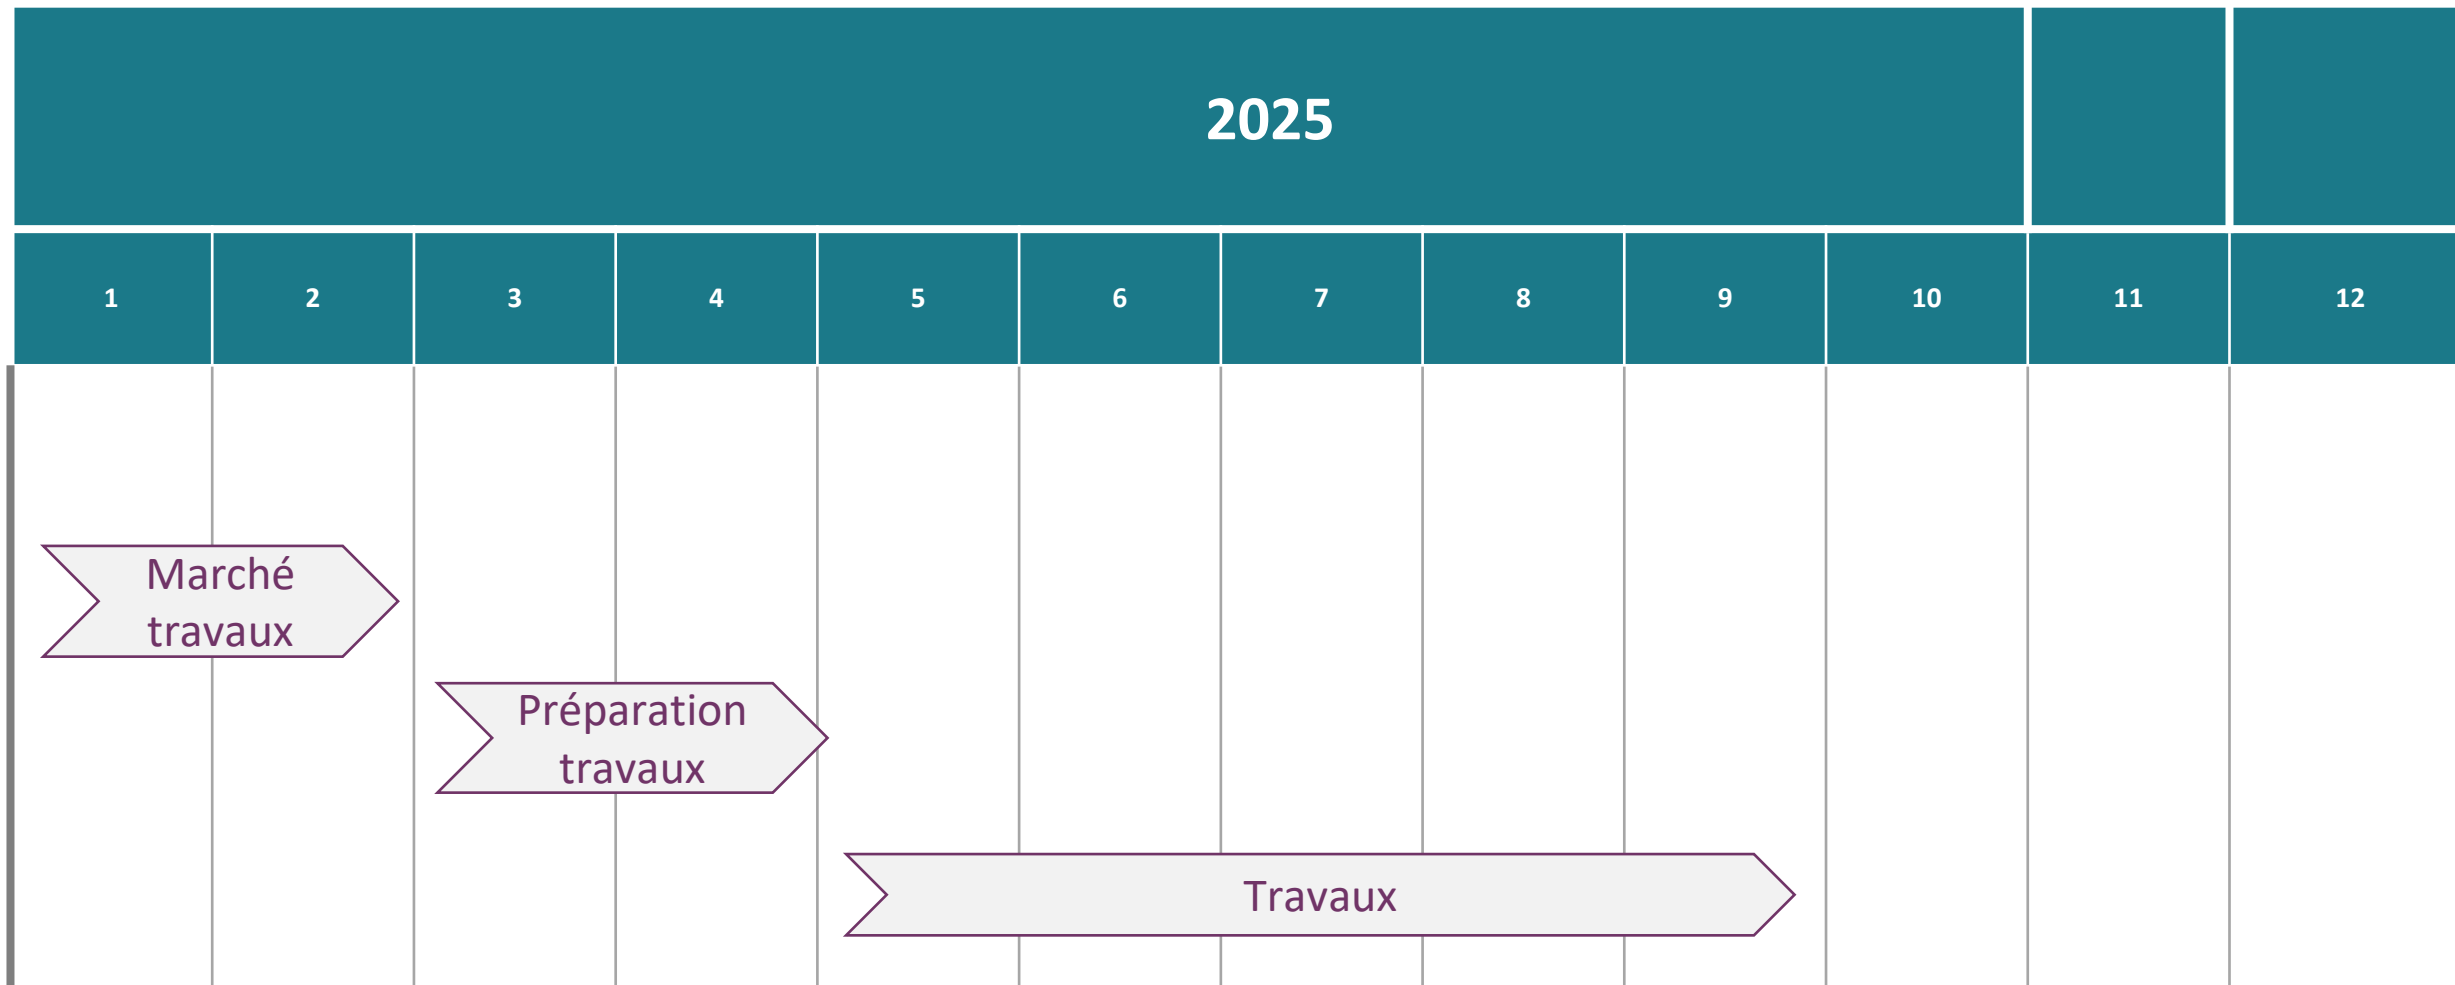 2025
1 2 3 4 5 6 7 8 9 10 11 12
Marché
travaux
Préparation
travaux
Travaux